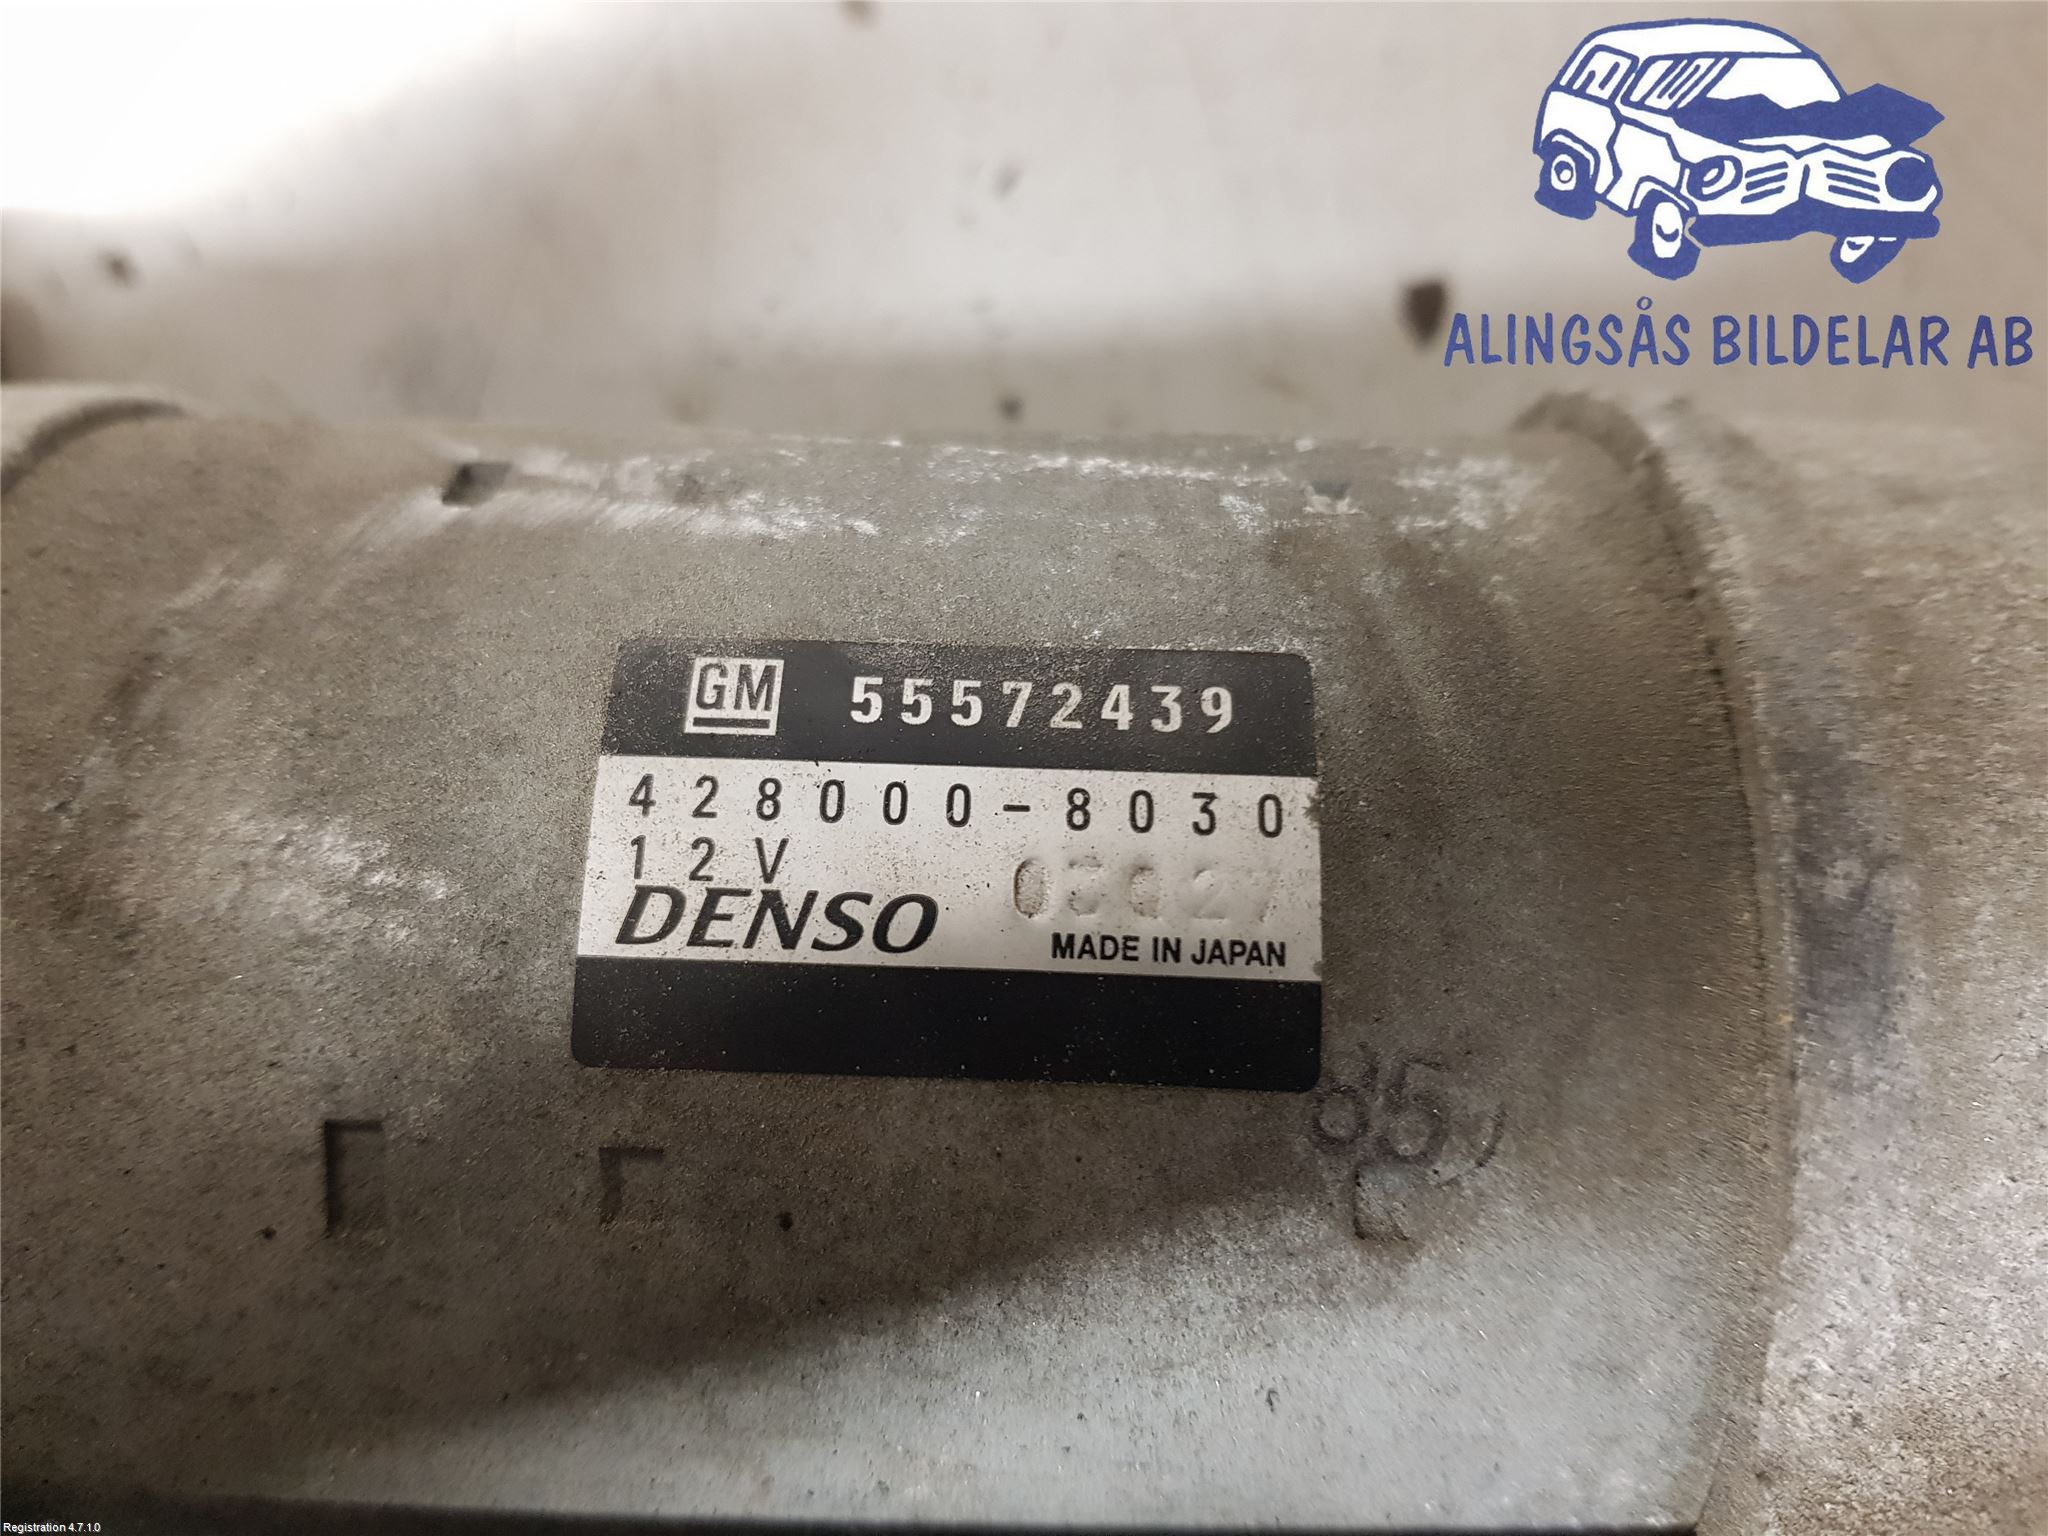 ALINGSÅS BILDELAR AB
GM 55572439
428000-8030
12V
DENSO
MADE IN JAPAN
Registration 4.7.1.0